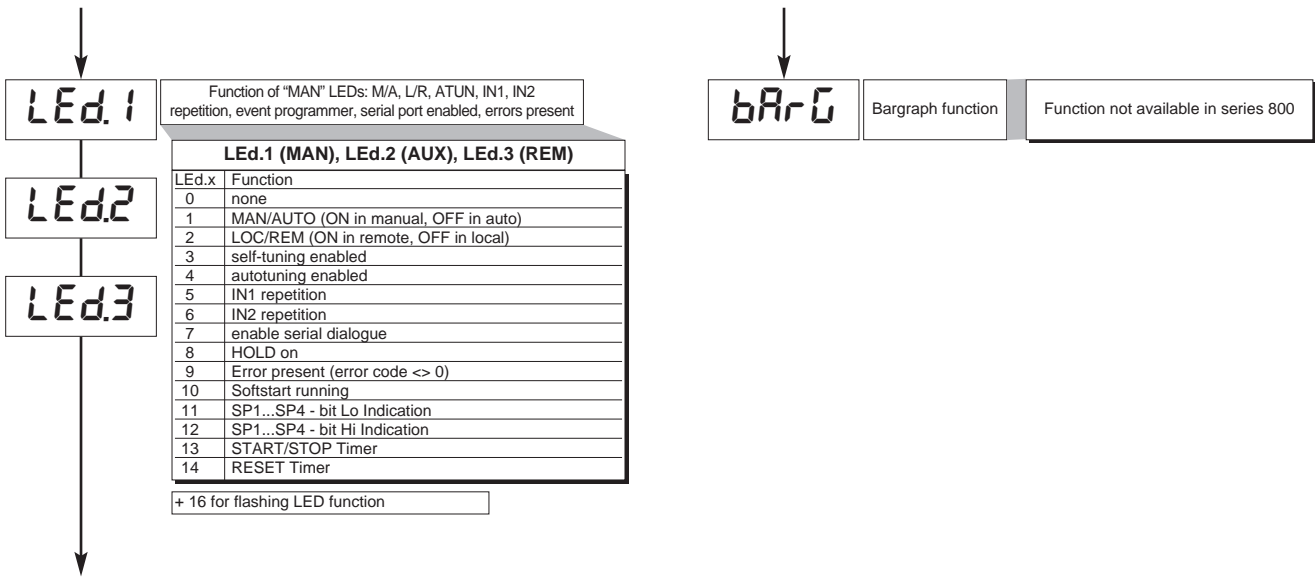 LEd.1
Function of “MAN” LEDs: M/A, L/R, ATUN, IN1, IN2
repetition, event programmer, serial port enabled, errors present
LEd.1 (MAN), LEd.2 (AUX), LEd.3 (REM)
LEd.x Function
0 none
1 MAN/AUTO (ON in manual, OFF in auto)
2 LOC/REM (ON in remote, OFF in local)
3 self-tuning enabled
4 autotuning enabled
5 IN1 repetition
6 IN2 repetition
7 enable serial dialogue
8 HOLD on
9 Error present (error code <> 0)
10 Softstart running
11 SP1...SP4 - bit Lo Indication
12 SP1...SP4 - bit Hi Indication
13 START/STOP Timer
14 RESET Timer
+ 16 for flashing LED function
LEd.2
LEd.3
bArG
Bargraph function
Function not available in series 800